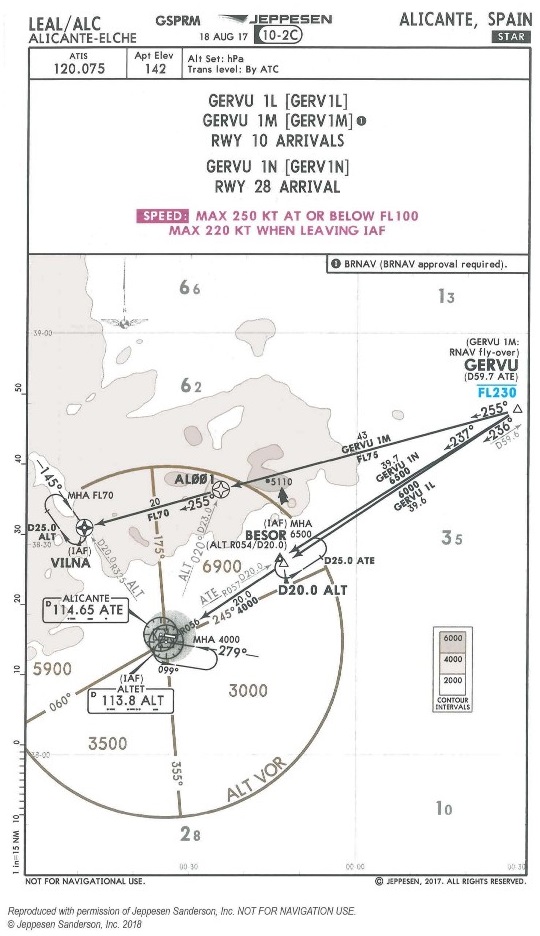 LEAL/ALC
ALICANTE-ELCHE
GSPRM
JEPPESEN
18 AUG 17
10-2C
ALICANTE, SPAIN
STAR
ATIS
120.075
Apt Elev
142
Alt Set: hPa
Trans level: By ATC
GERVU 1L [GERV1L]
GERVU 1M [GERV1M] 1
RWY 10 ARRIVALS
GERVU 1N [GERV1N]
RWY 28 ARRIVAL
SPEED: MAX 250 KT AT OR BELOW FL100
MAX 220 KT WHEN LEAVING IAF
1 BRNAV (BRNAV approval required).
66
13
39-00
(GERVU 1M:
RNAV fly-over)
GERVU
(D59.7 ATE)
FL230
62
255°
237°
236°
D59.6
43
GERVU 1M
FL75
39.7
GERVU 1N
6500
6000
GERVU 1L
39.6
50
40
30
20
10
0
10
1 in=15 NM
145°
MHA FL70
AL001
20
FL70
255°
5110
D25.0
ALT
38-30
(IAF)
VILNA
D20.0 R325 ALT
175°
ALT 020° D23.0
(IAF) MHA
BESOR 6500
(ALT R054/D20.0)
35
6900
D25.0 ATE
D20.0 ALT
ATE R057 D20.0
20.0
245° 4000
R056
ALICANTE
D 114.65 ATE
MHA 4000
279°
099°
5900
(IAF)
ALTET
D 113.8 ALT
060°
3000
3500
38-00
355°
ALT VOR
6000
4000
2000
CONTOUR
INTERVALS
28
10
00-30
00-00
00-30
NOT FOR NAVIGATIONAL USE.
© JEPPESEN, 2017. ALL RIGHTS RESERVED.
Reproduced with permission of Jeppesen Sanderson, Inc. NOT FOR NAVIGATION USE.
© Jeppesen Sanderson, Inc. 2018